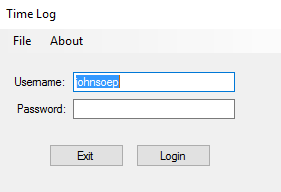 Time Log
File About
Username: johnsoep
Password:
Exit Login